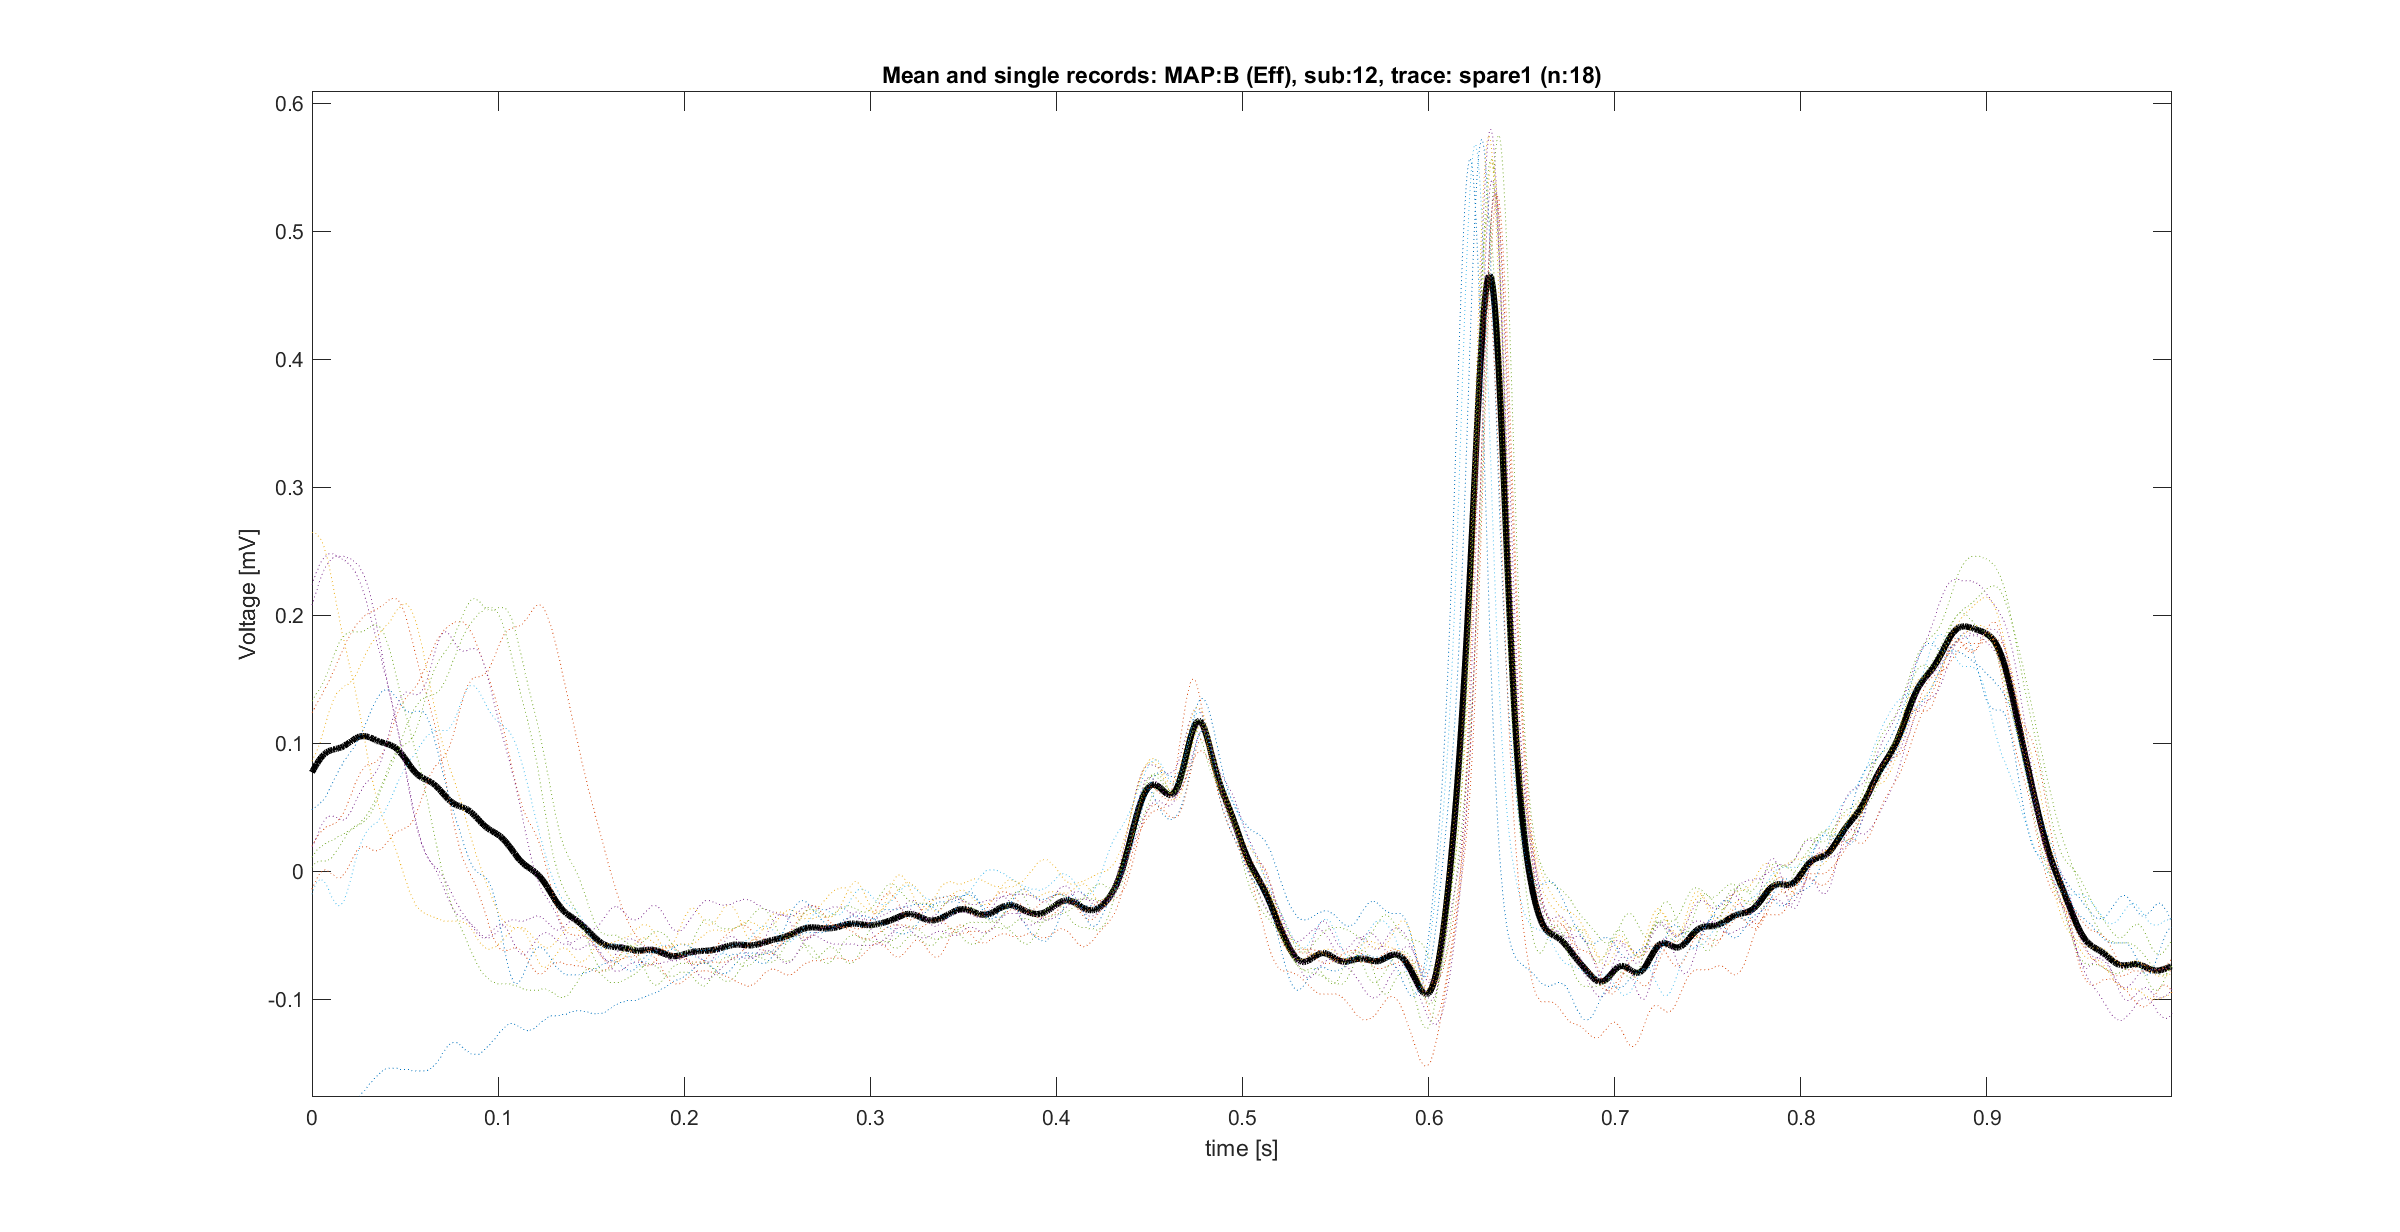 Mean and single records: MAP:B (Eff), sub:12, trace: spare1 (n:18)
0.6
0.5
0.4
0.3
0.2
0.1
0
-0.1
Voltage [mV]
0 0.1 0.2 0.3 0.4 0.5 0.6 0.7 0.8 0.9
time [s]